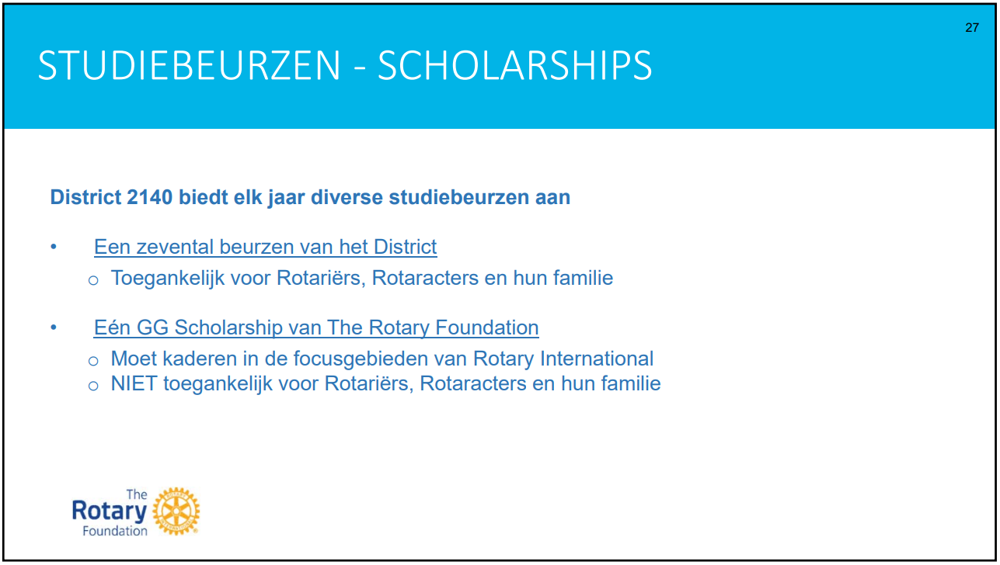 27
STUDIEBEURZEN - SCHOLARSHIPS
District 2140 biedt elk jaar diverse studiebeurzen aan
• Een zevental beurzen van het District
o Toegankelijk voor Rotariërs, Rotaracters en hun familie
• Eén GG Scholarship van The Rotary Foundation
o Moet kaderen in de focusgebieden van Rotary International
o NIET toegankelijk voor Rotariërs, Rotaracters en hun familie
The
Rotary
Foundation
ROTARY
INTERNATIONAL